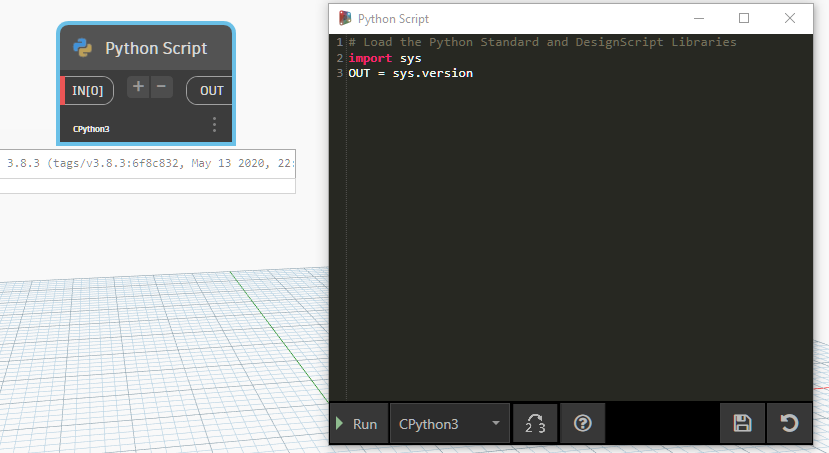 Python Script
IN[0]
+
−
OUT
CPython3
3.8.3 (tags/v3.8.3:6f8c832, May 13 2020, 22:
Python Script
1 # Load the Python Standard and DesignScript Libraries
2 import sys
3 OUT = sys.version
Run
CPython3
2 3
?